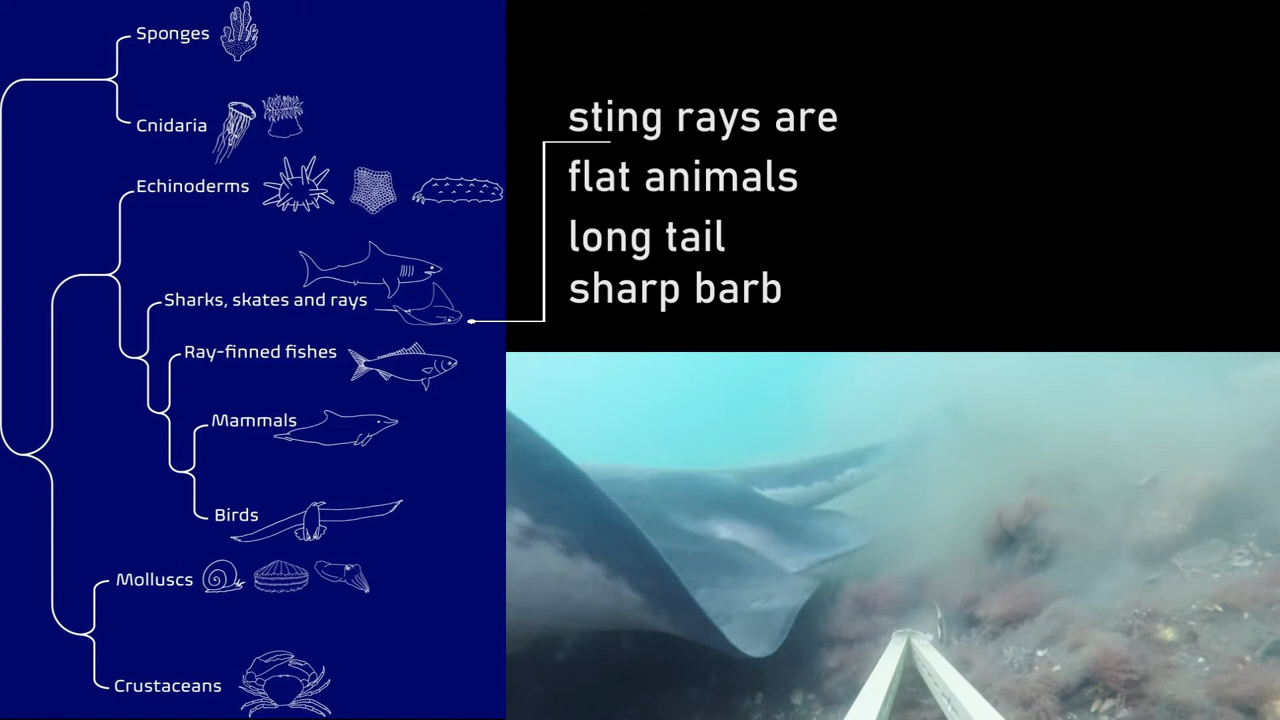 Sponges
Cnidaria
Echinoderms
Sharks, skates and rays
Ray-finned fishes
Mammals
Birds
Molluscs
Crustaceans
sting rays are
flat animals
long tail
sharp barb